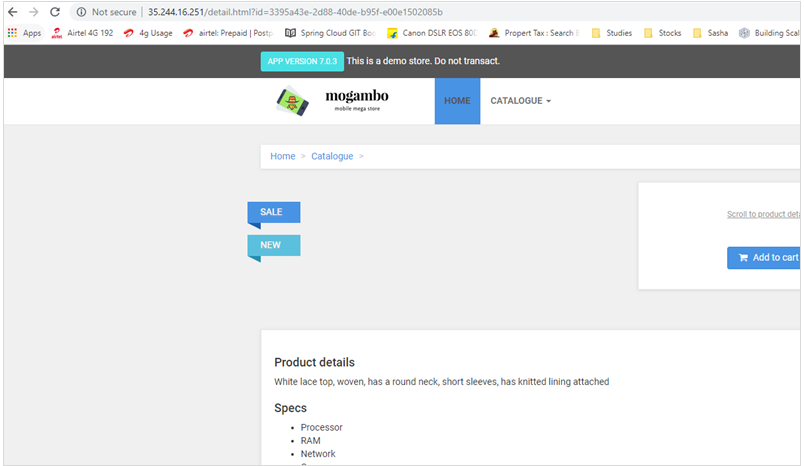 Not secure | 35.244.16.251/detail.html?id=3395a43e-2d88-40de-b95f-e00e1502085b
Apps Airtel 4G 192 4g Usage airtel: Prepaid | Postp Spring Cloud GIT Boo Canon DSLR EOS 80D Propert Tax : Search B Studies Stocks Sasha Building Scal
APP VERSION 7.0.3 This is a demo store. Do not transact.
mogambo
mobile mega store
HOME CATALOGUE
Home > Catalogue >
SALE
Scroll to product deta
NEW
Add to cart
Product details
White lace top, woven, has a round neck, short sleeves, has knitted lining attached
Specs
• Processor
• RAM
• Network